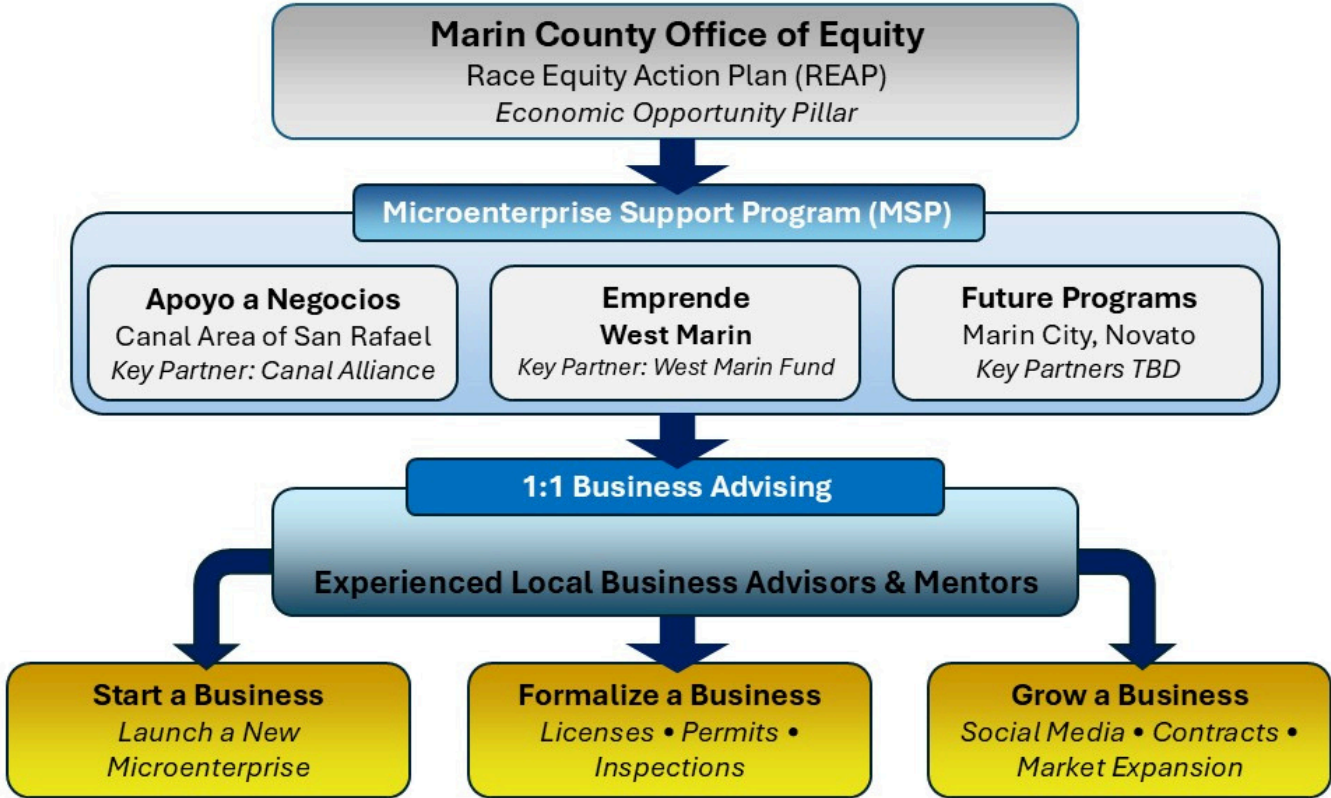 Marin County Office of Equity
Race Equity Action Plan (REAP)
Economic Opportunity Pillar
Microenterprise Support Program (MSP)
Apoyo a Negocios
Canal Area of San Rafael
Key Partner: Canal Alliance
Emprende
West Marin
Key Partner: West Marin Fund
Future Programs
Marin City, Novato
Key Partners TBD
1:1 Business Advising
Experienced Local Business Advisors & Mentors
Start a Business
Launch a New
Microenterprise
Formalize a Business
Licenses • Permits •
Inspections
Grow a Business
Social Media • Contracts •
Market Expansion